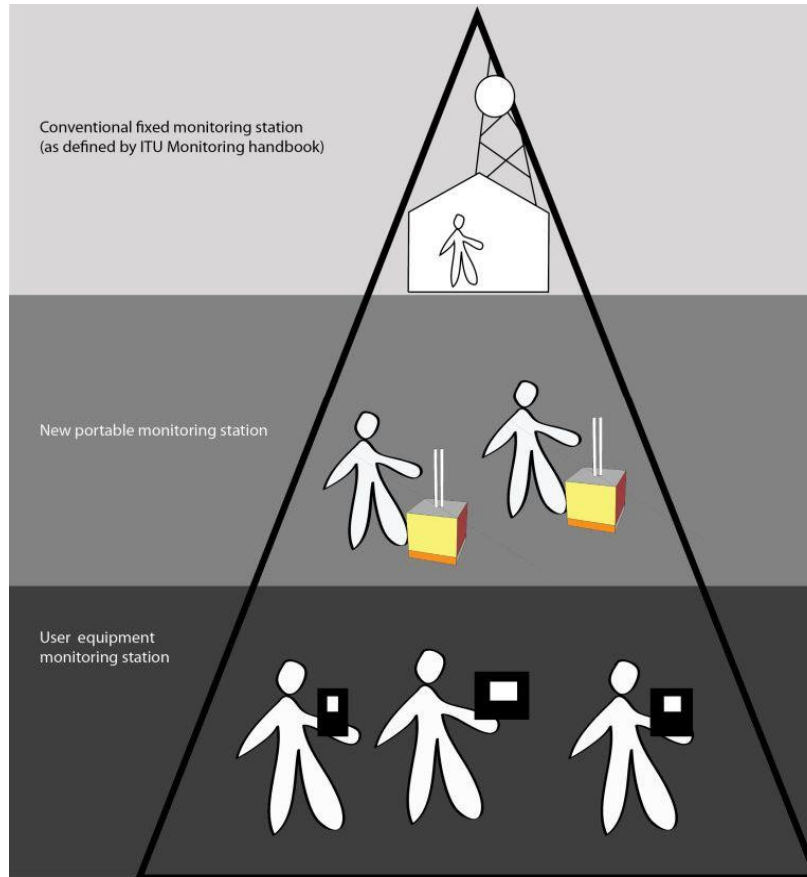 Conventional fixed monitoring station
(as defined by ITU Monitoring handbook)
New portable monitoring station
User equipment
monitoring station